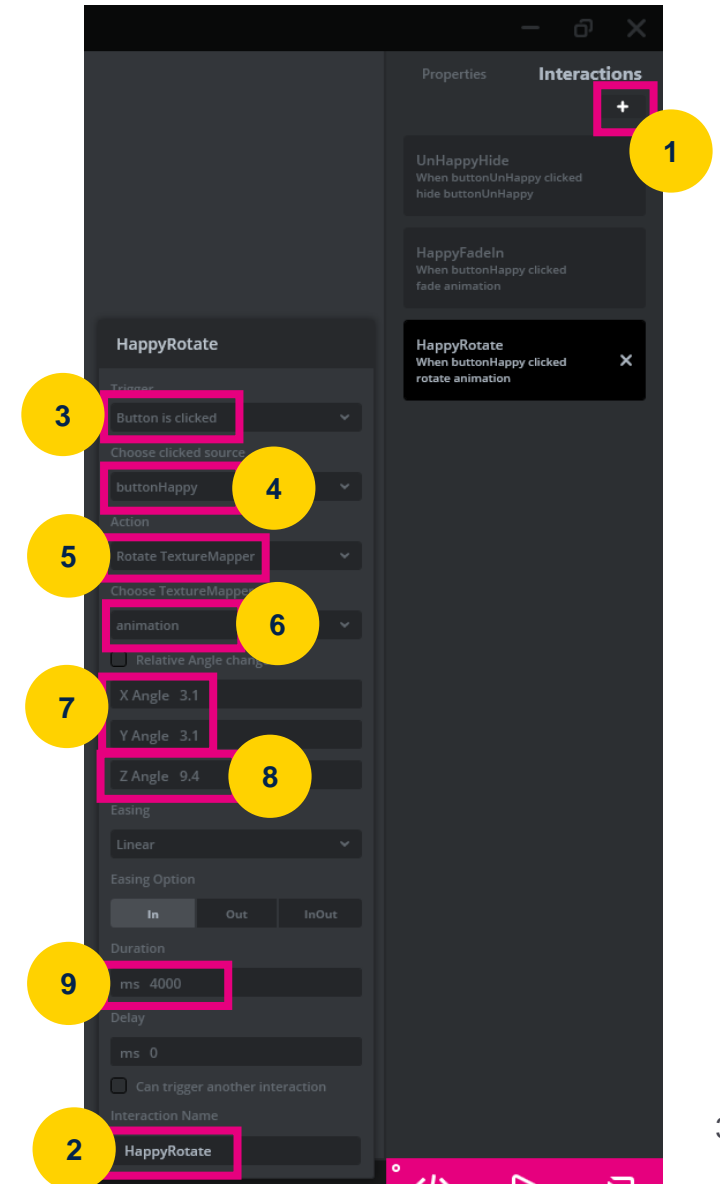 Properties
Interactions
+
1
UnHappyHide
When buttonUnHappy clicked
hide buttonUnHappy
HappyFadeIn
When buttonHappy clicked
fade animation
HappyRotate
When buttonHappy clicked
rotate animation
HappyRotate
Trigger
3
Button is clicked
Choose clicked source
buttonHappy
4
Action
5
Rotate TextureMapper
Choose TextureMapper
animation
6
Relative Angle chang
7
X Angle 3.1
Y Angle 3.1
Z Angle 9.4
8
Easing
Linear
Easing Option
In Out InOut
Duration
9
ms 4000
Delay
ms 0
Can trigger another interaction
Interaction Name
2
HappyRotate